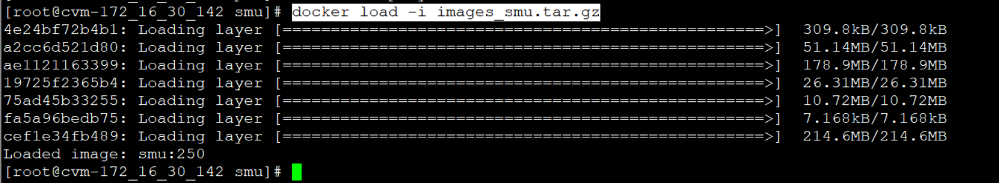 [root@cvm-172_16_30_142 smu]# docker load -i images_smu.tar.gz
4e24bf72b4b1: Loading layer [==================================================>]  309.8kB/309.8kB
a2cc6d521d80: Loading layer [==================================================>]  51.14MB/51.14MB
ae1121163399: Loading layer [==================================================>]  178.9MB/178.9MB
19725f2365b4: Loading layer [==================================================>]  26.31MB/26.31MB
75ad45b33255: Loading layer [==================================================>]  10.72MB/10.72MB
fa5a96bedb75: Loading layer [==================================================>]  7.168kB/7.168kB
cef1e34fb489: Loading layer [==================================================>]  214.6MB/214.6MB
Loaded image: smu:250
[root@cvm-172_16_30_142 smu]#